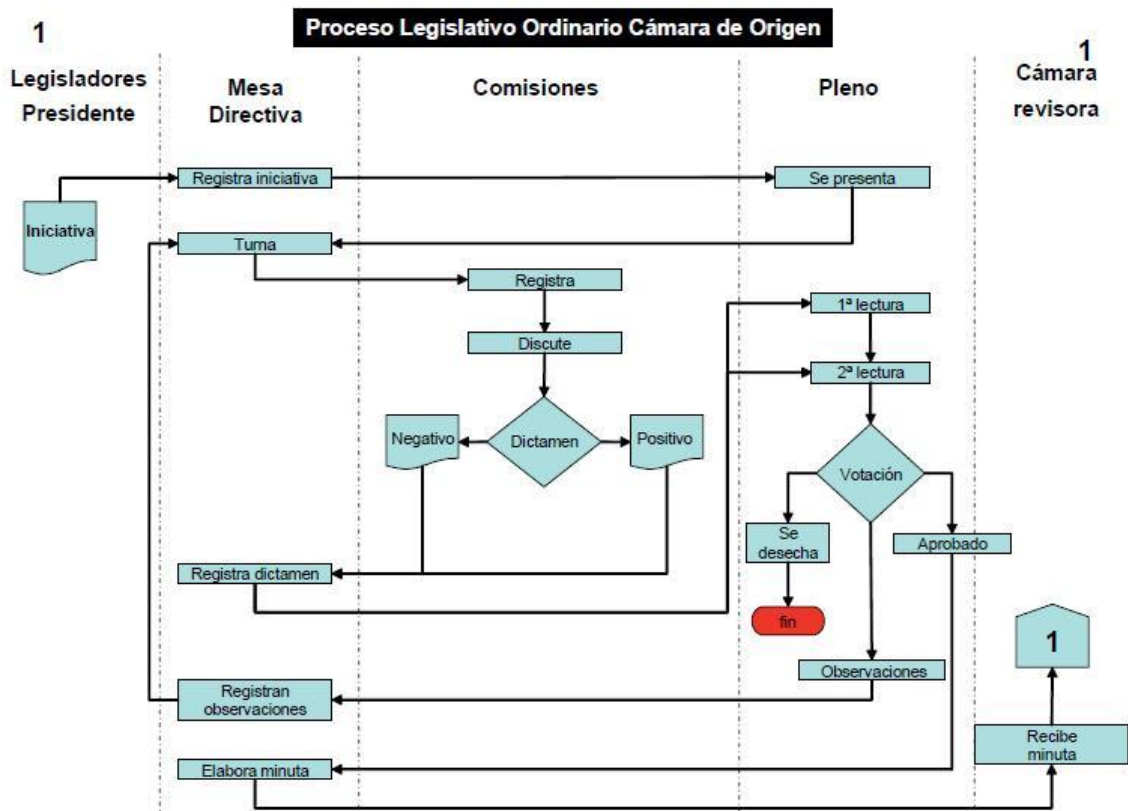 Proceso Legislativo Ordinario Cámara de Origen
1
1
Legisladores
Presidente
Mesa
Directiva
Comisiones
Pleno
Cámara
revisora
Registra iniciativa
Se presenta
Iniciativa
Turna
Registra
1ª lectura
Discute
2ª lectura
Negativo
Dictamen
Positivo
Votación
Se
desecha
Aprobado
Registra dictamen
fin
1
Observaciones
Registran
observaciones
Recibe
minuta
Elabora minuta